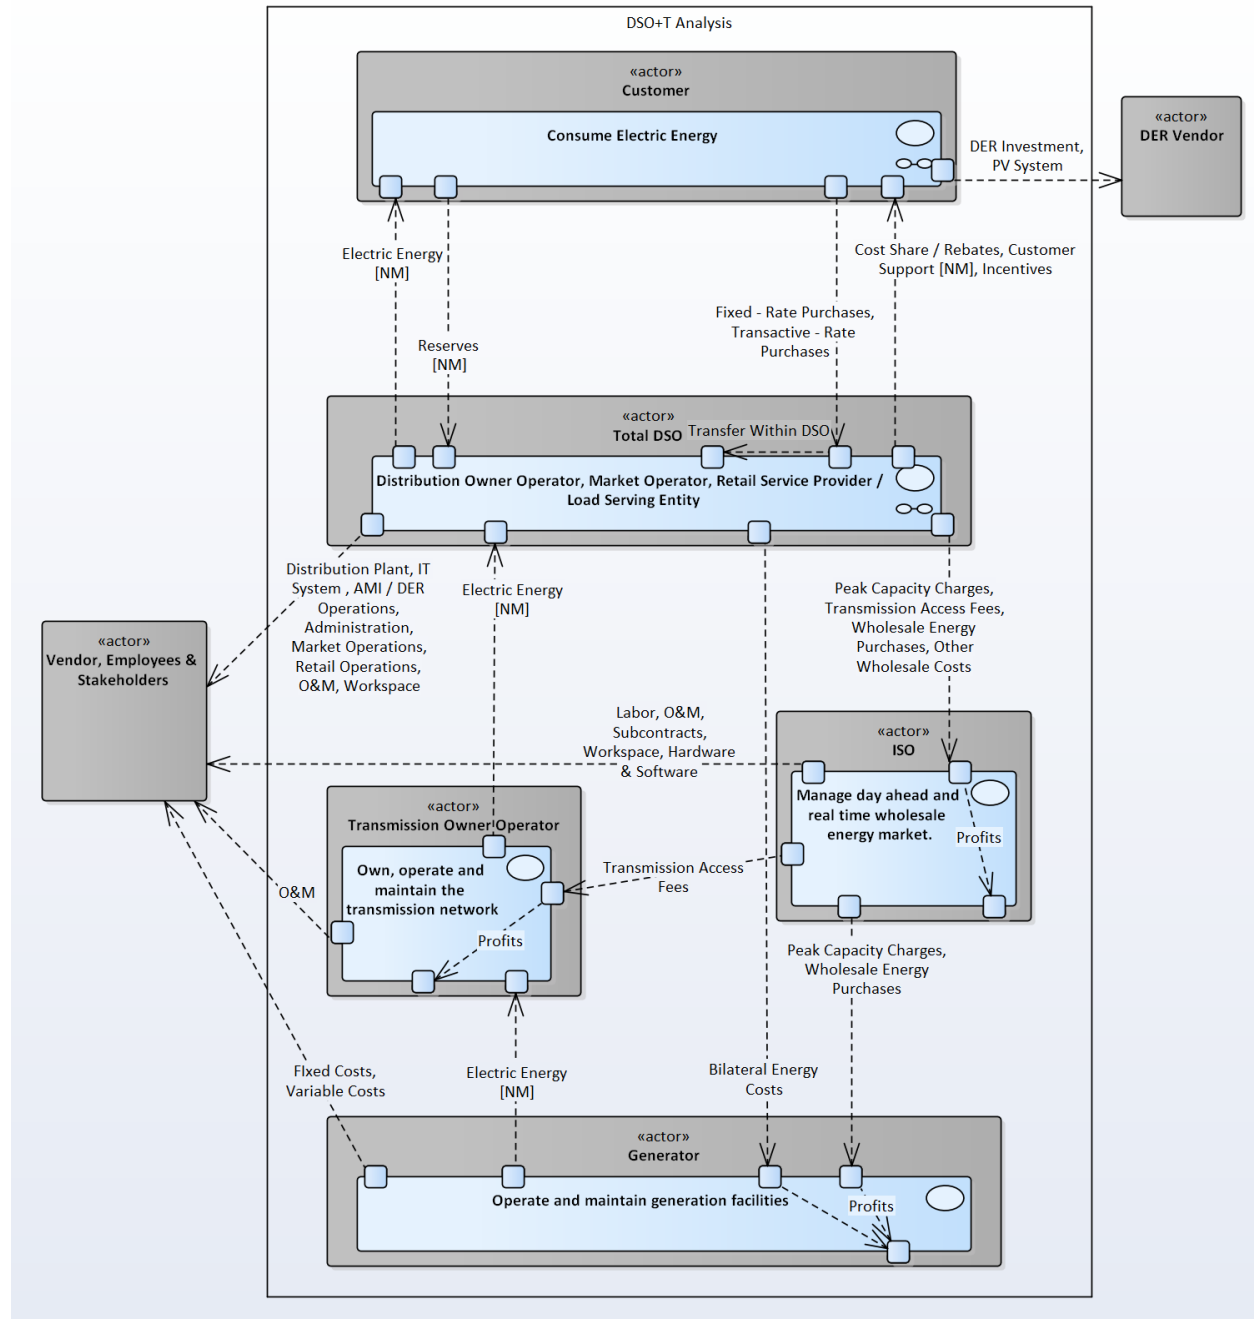 DSO+T Analysis
«actor»
Customer
Consume Electric Energy
«actor»
DER Vendor
DER Investment,
PV System
Electric Energy
[NM]
Reserves
[NM]
Fixed - Rate Purchases,
Transactive - Rate
Purchases
Cost Share / Rebates, Customer
Support [NM], Incentives
«actor»
Total DSO
Transfer Within DSO
Distribution Owner Operator, Market Operator, Retail Service Provider /
Load Serving Entity
Distribution Plant, IT
System , AMI / DER
Operations,
Administration,
Market Operations,
Retail Operations,
O&M, Workspace
Electric Energy
[NM]
Peak Capacity Charges,
Transmission Access Fees,
Wholesale Energy
Purchases, Other
Wholesale Costs
«actor»
Vendor, Employees &
Stakeholders
Labor, O&M,
Subcontracts,
Workspace, Hardware
& Software
«actor»
ISO
Manage day ahead and
real time wholesale
energy market.
Profits
«actor»
Transmission Owner Operator
Own, operate and
maintain the
transmission network
Profits
Transmission Access
Fees
O&M
Peak Capacity Charges,
Wholesale Energy
Purchases
FIxed Costs,
Variable Costs
Electric Energy
[NM]
Bilateral Energy
Costs
«actor»
Generator
Operate and maintain generation facilities
Profits